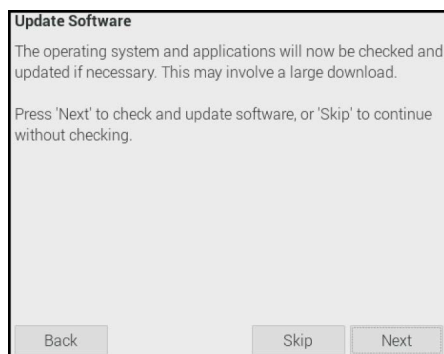 Update Software
The operating system and applications will now be checked and
updated if necessary. This may involve a large download.
Press 'Next' to check and update software, or 'Skip' to continue
without checking.
Back Skip Next